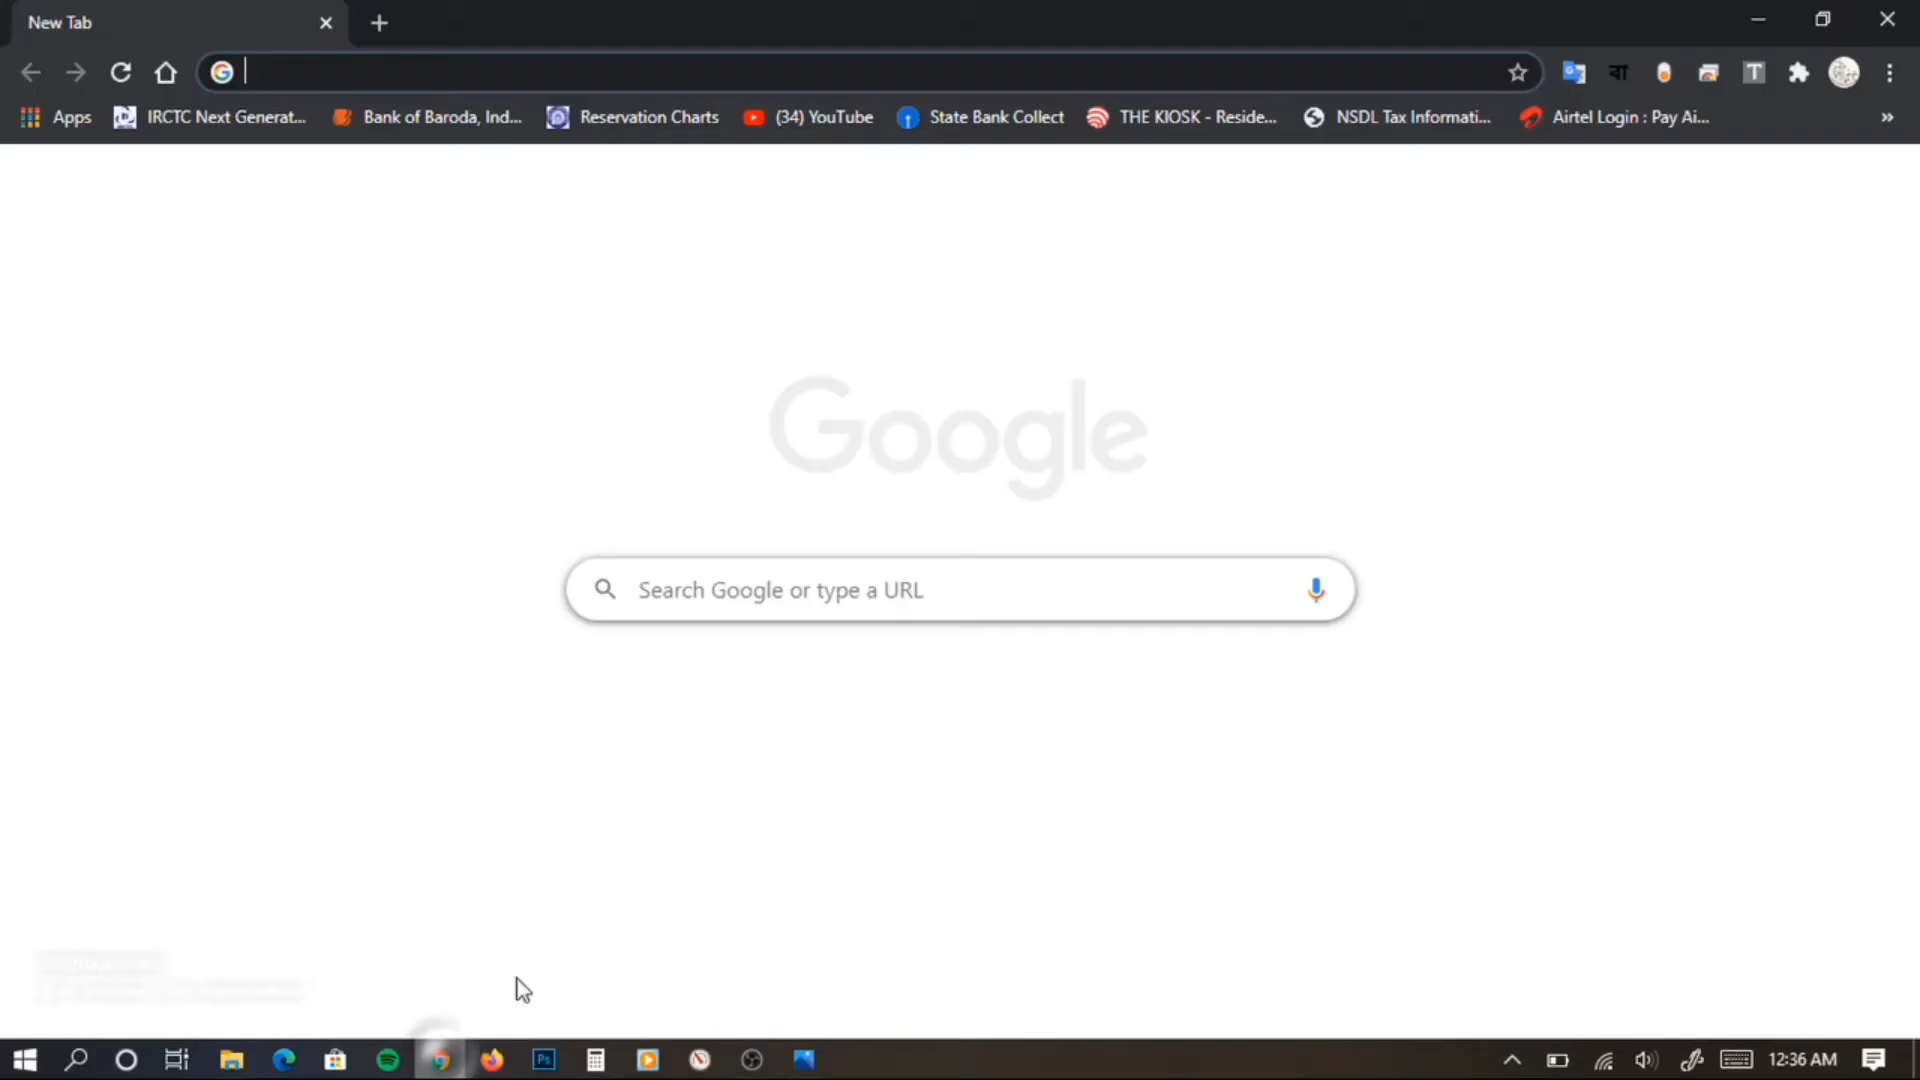 New Tab
Apps
IRCTC Next Generat...
Bank of Baroda, Ind...
Reservation Charts
(34) YouTube
State Bank Collect
THE KIOSK - Reside...
NSDL Tax Informati...
Airtel Login : Pay Ai...
Google
Search Google or type a URL
12:36 AM